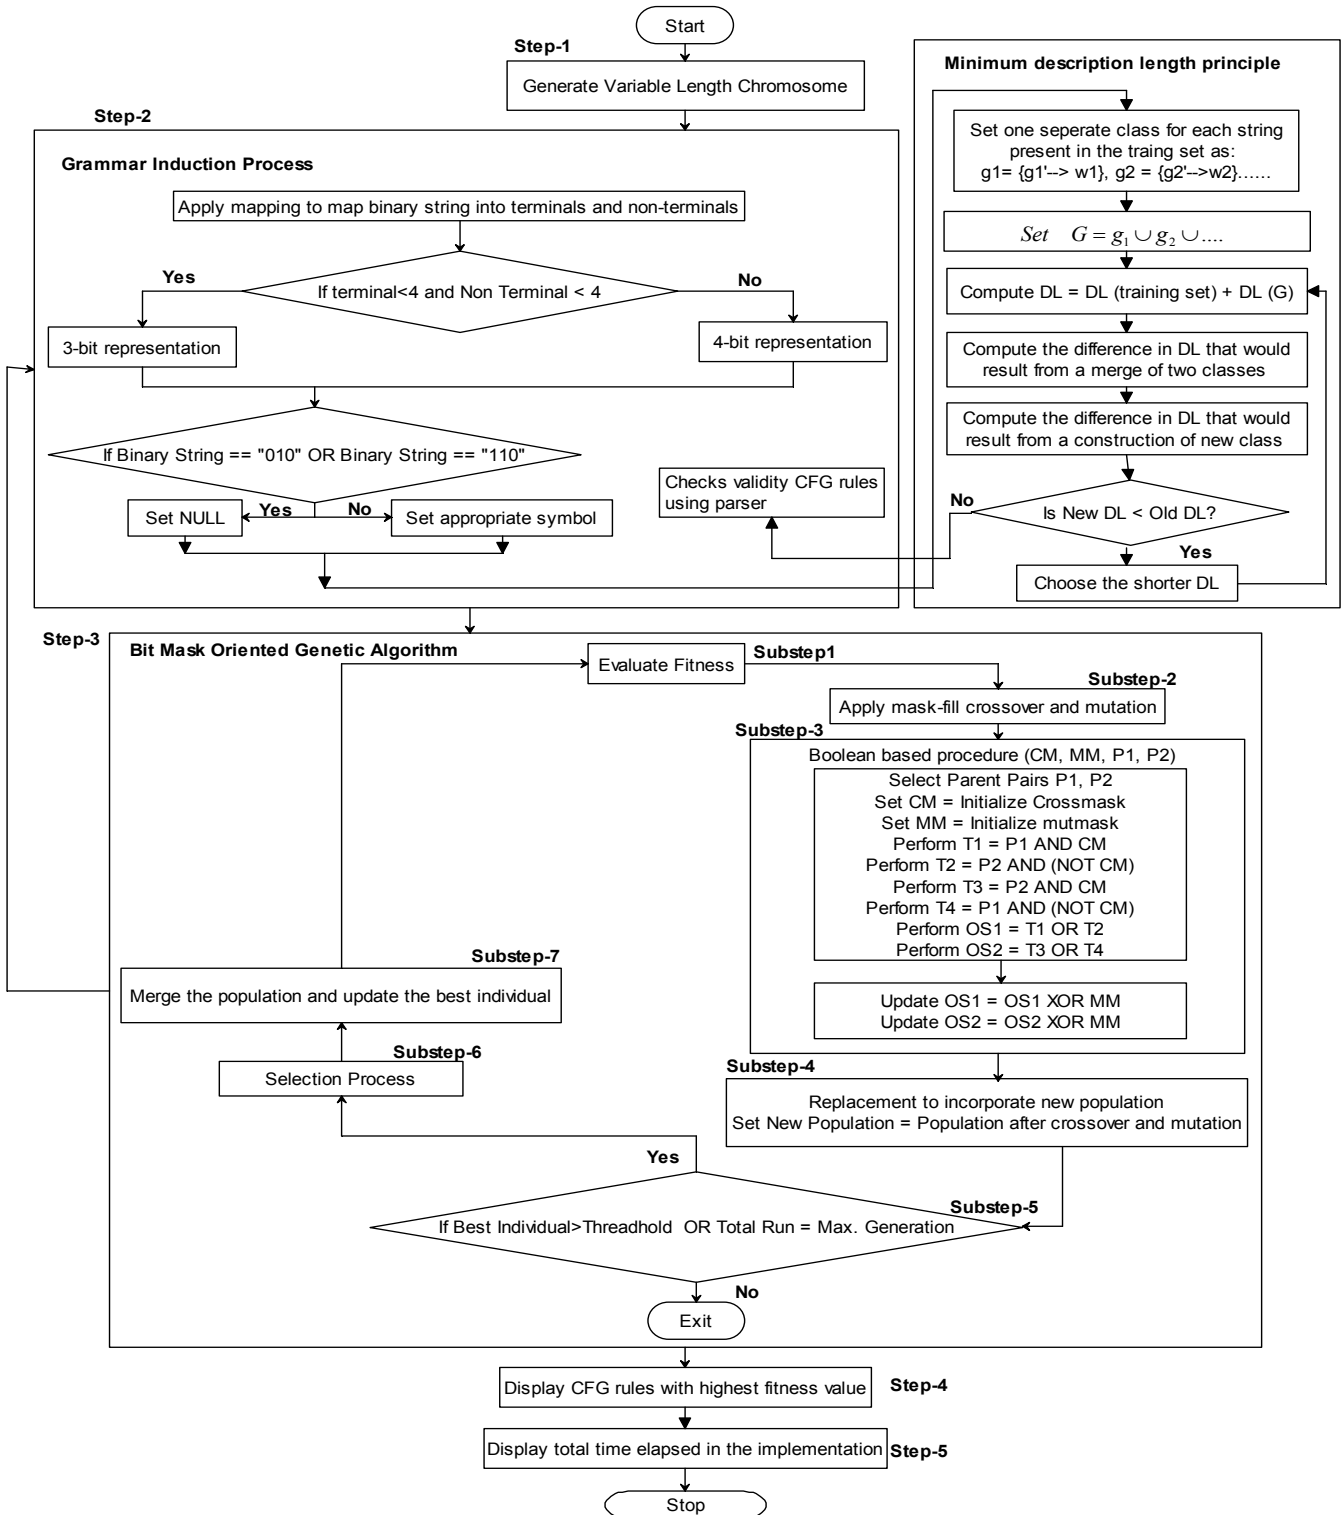 Start
Step-1
Generate Variable Length Chromosome
Step-2
Grammar Induction Process
Apply mapping to map binary string into terminals and non-terminals
Yes
If terminal<4 and Non Terminal < 4
No
3-bit representation
4-bit representation
If Binary String == "010" OR Binary String == "110"
Set NULL
Yes
No
Set appropriate symbol
Checks validity CFG rules
using parser
Minimum description length principle
Set one seperate class for each string
present in the traing set as:
g1= {g1'--> w1}, g2 = {g2'-->w2}......
Set G = g₁ ∪ g₂ ∪ ....
Compute DL = DL (training set) + DL (G)
Compute the difference in DL that would
result from a merge of two classes
Compute the difference in DL that would
result from a construction of new class
No
Is New DL < Old DL?
Yes
Choose the shorter DL
Step-3
Bit Mask Oriented Genetic Algorithm
Evaluate Fitness
Substep1
Substep-2
Apply mask-fill crossover and mutation
Substep-3
Boolean based procedure (CM, MM, P1, P2)
Select Parent Pairs P1, P2
Set CM = Initialize Crossmask
Set MM = Initialize mutmask
Perform T1 = P1 AND CM
Perform T2 = P2 AND (NOT CM)
Perform T3 = P2 AND CM
Perform T4 = P1 AND (NOT CM)
Perform OS1 = T1 OR T2
Perform OS2 = T3 OR T4
Update OS1 = OS1 XOR MM
Update OS2 = OS2 XOR MM
Substep-4
Replacement to incorporate new population
Set New Population = Population after crossover and mutation
Substep-5
If Best Individual>Threadhold OR Total Run = Max. Generation
Yes
No
Exit
Substep-6
Selection Process
Substep-7
Merge the population and update the best individual
Display CFG rules with highest fitness value
Step-4
Display total time elapsed in the implementation
Step-5
Stop